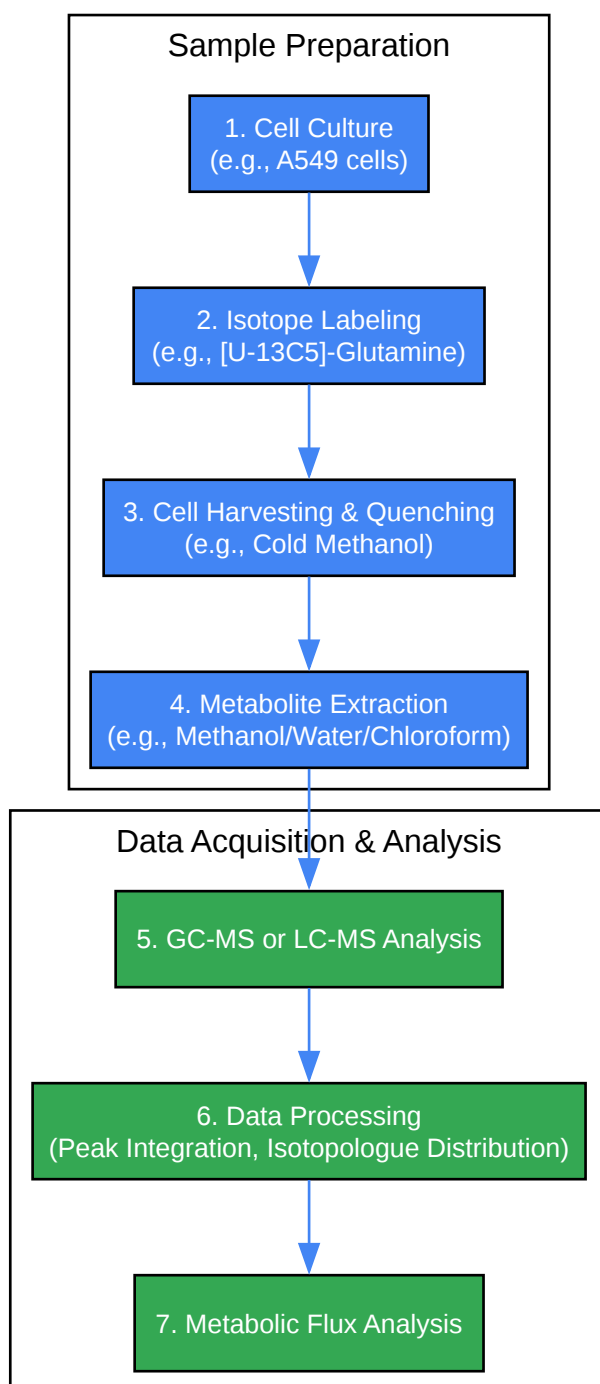 Sample Preparation
1. Cell Culture
(e.g., A549 cells)
2. Isotope Labeling
(e.g., [U-13C5]-Glutamine)
3. Cell Harvesting & Quenching
(e.g., Cold Methanol)
4. Metabolite Extraction
(e.g., Methanol/Water/Chloroform)
Data Acquisition & Analysis
5. GC-MS or LC-MS Analysis
6. Data Processing
(Peak Integration, Isotopologue Distribution)
7. Metabolic Flux Analysis